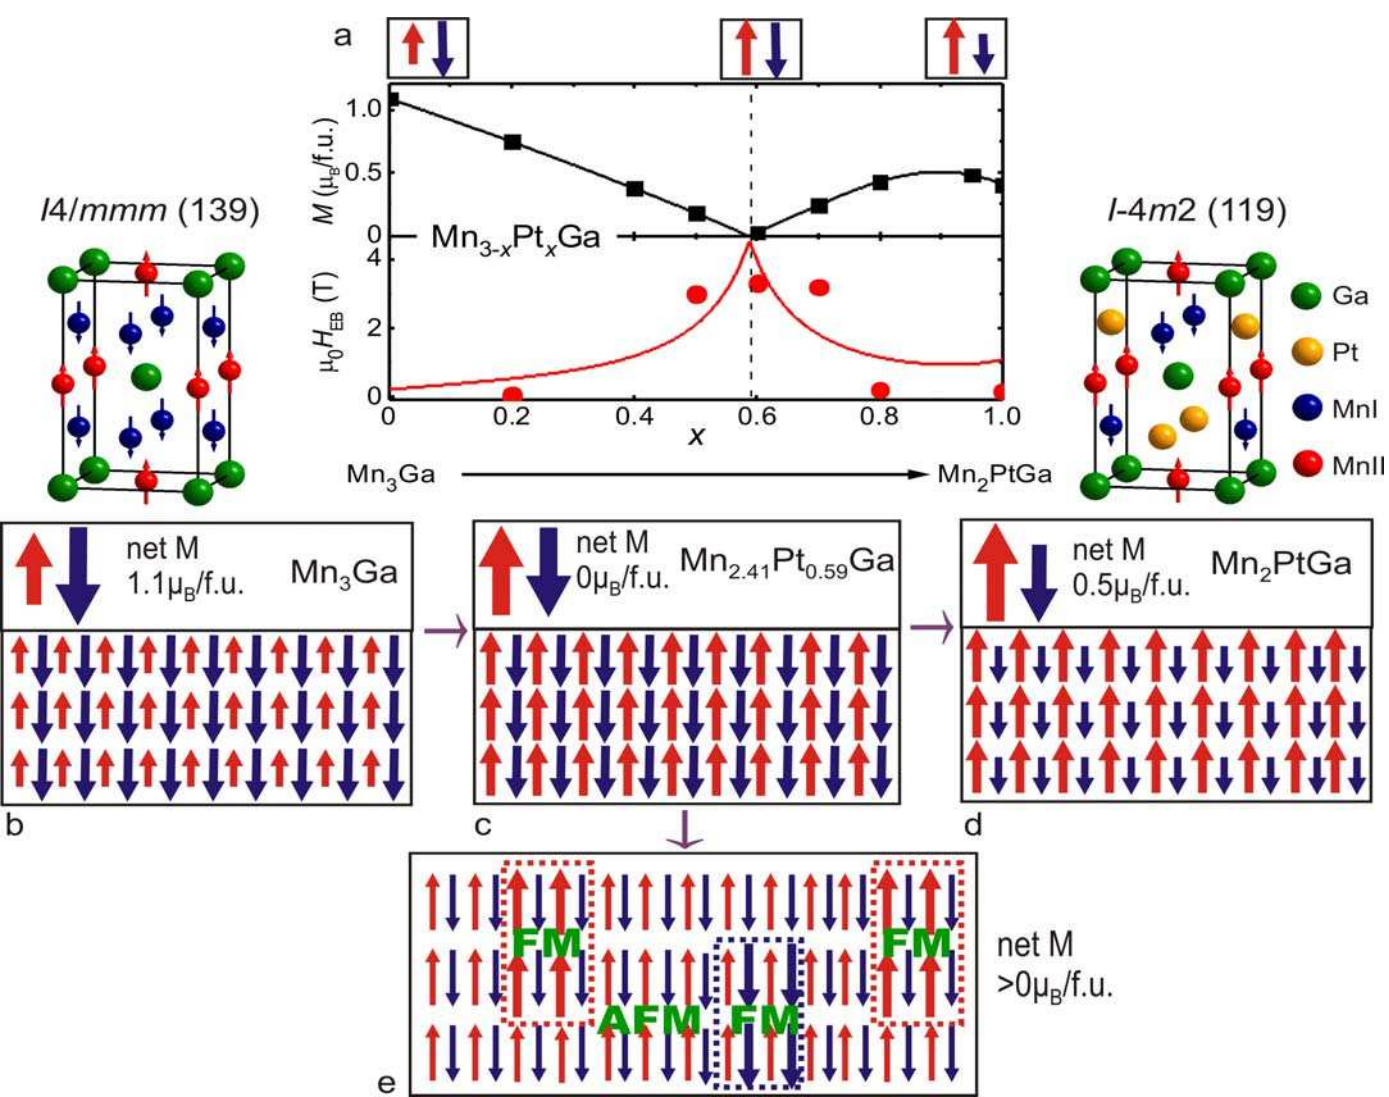 a
1.0
0.5
0
M (μB/f.u.)
Mn3-xPtxGa
4
2
0
μ0HEB (T)
0 0.2 0.4 0.6 0.8 1.0
x
Mn3Ga
Mn2PtGa
I4/mmm (139)
I-4m2 (119)
Ga
Pt
MnI
MnII
net M
1.1μB/f.u.
Mn3Ga
net M
0μB/f.u.
Mn2.41Pt0.59Ga
net M
0.5μB/f.u.
Mn2PtGa
b
c
d
FM
FM
AFM
FM
net M
>0μB/f.u.
e